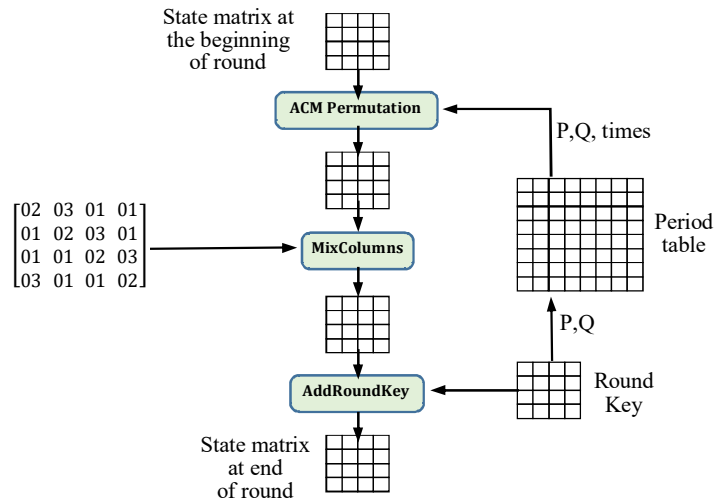 State matrix at
the beginning
of round
ACM Permutation
P,Q, times
02 03 01 01
01 02 03 01
01 01 02 03
03 01 01 02
MixColumns
Period
table
P,Q
AddRoundKey
Round
Key
State matrix
at end
of round